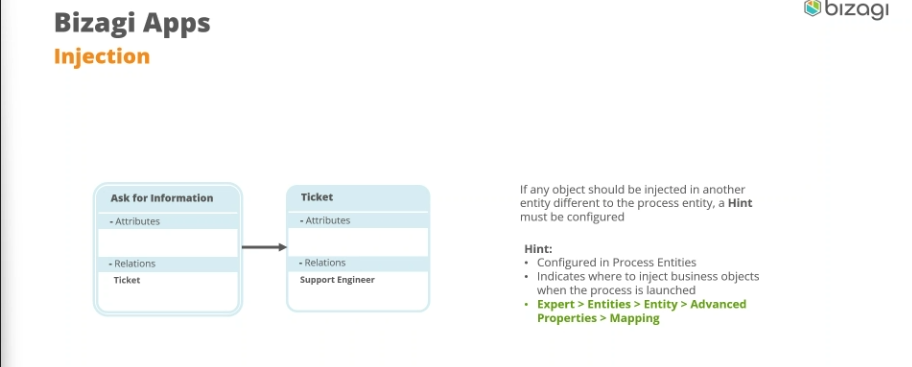 Bizagi Apps
bizagi
Injection
Ask for Information
- Attributes
- Relations
Ticket
Ticket
- Attributes
- Relations
Support Engineer
If any object should be injected in another
entity different to the process entity, a Hint
must be configured
Hint:
• Configured in Process Entities
• Indicates where to inject business objects
when the process is launched
• Expert > Entities > Entity > Advanced
Properties > Mapping